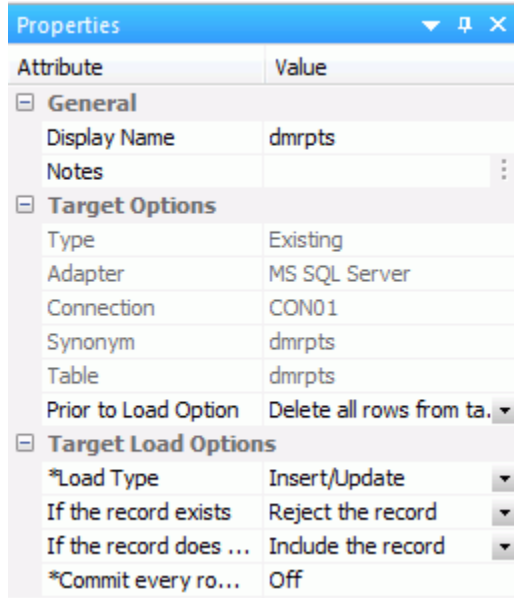 Properties
Attribute Value
General
Display Name dmrpts
Notes
Target Options
Type Existing
Adapter MS SQL Server
Connection CON01
Synonym dmrpts
Table dmrpts
Prior to Load Option Delete all rows from ta.
Target Load Options
*Load Type Insert/Update
If the record exists Reject the record
If the record does ... Include the record
*Commit every ro... Off